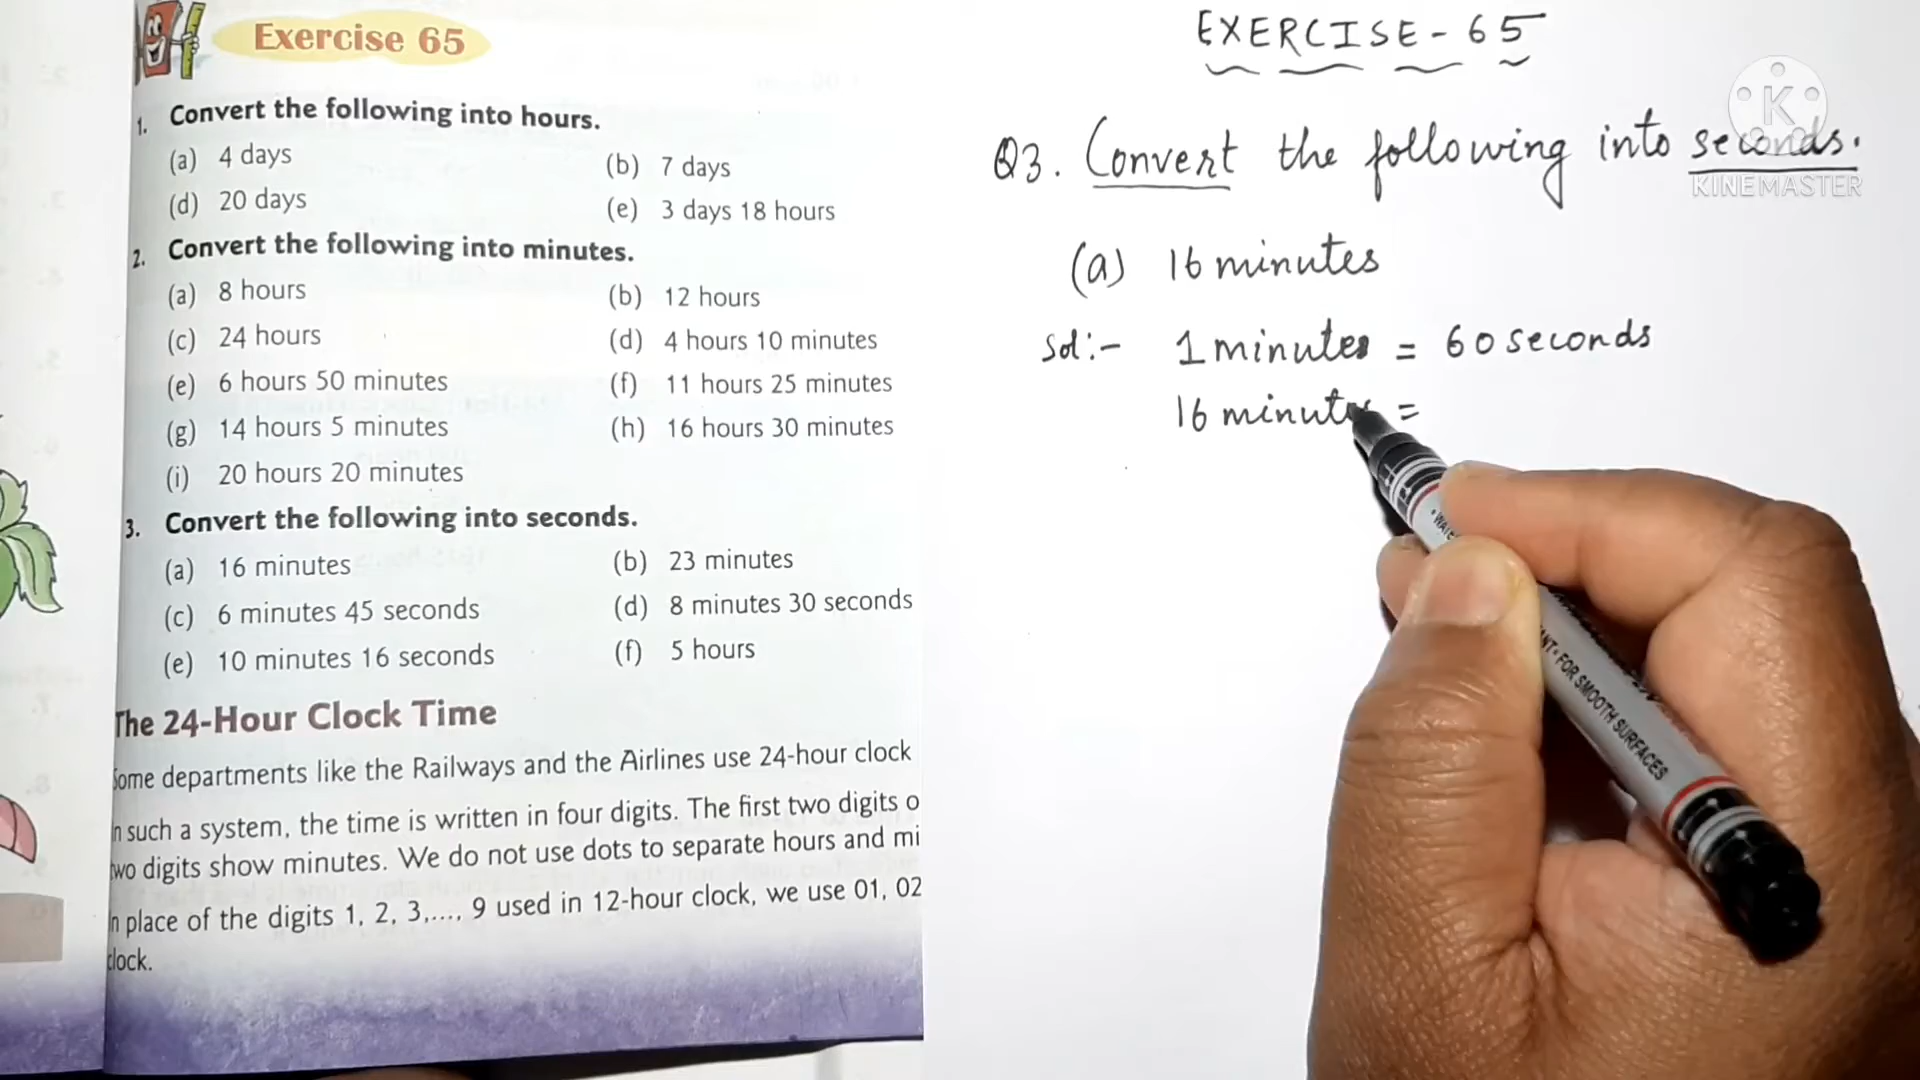 Exercise 65
1. Convert the following into hours.
(a) 4 days (b) 7 days
(d) 20 days (e) 3 days 18 hours
2. Convert the following into minutes.
(a) 8 hours (b) 12 hours
(c) 24 hours (d) 4 hours 10 minutes
(e) 6 hours 50 minutes (f) 11 hours 25 minutes
(g) 14 hours 5 minutes (h) 16 hours 30 minutes
(i) 20 hours 20 minutes
3. Convert the following into seconds.
(a) 16 minutes (b) 23 minutes
(c) 6 minutes 45 seconds (d) 8 minutes 30 seconds
(e) 10 minutes 16 seconds (f) 5 hours
The 24-Hour Clock Time
Some departments like the Railways and the Airlines use 24-hour clock
In such a system, the time is written in four digits. The first two digits o
two digits show minutes. We do not use dots to separate hours and mi
In place of the digits 1, 2, 3,..., 9 used in 12-hour clock, we use 01, 02
clock.
EXERCISE-65
Q3. Convert the following into seconds.
K
KINEMASTER
(a) 16 minutes
Sol:- 1 minutes = 60 seconds
16 minutes =
FOR SMOOTH SURFACES